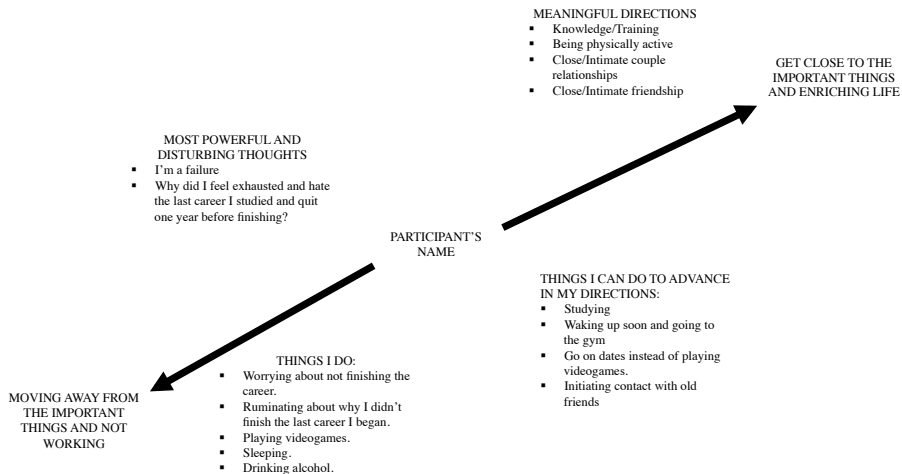 MEANINGFUL DIRECTIONS
▪ Knowledge/Training
▪ Being physically active
▪ Close/Intimate couple
relationships
▪ Close/Intimate friendship
GET CLOSE TO THE
IMPORTANT THINGS
AND ENRICHING LIFE
MOST POWERFUL AND
DISTURBING THOUGHTS
▪ I'm a failure
▪ Why did I feel exhausted and hate
the last career I studied and quit
one year before finishing?
PARTICIPANT'S
NAME
THINGS I CAN DO TO ADVANCE
IN MY DIRECTIONS:
▪ Studying
▪ Waking up soon and going to
the gym
▪ Go on dates instead of playing
videogames.
▪ Initiating contact with old
friends
THINGS I DO:
▪ Worrying about not finishing the
career.
▪ Ruminating about why I didn't
finish the last career I began.
▪ Playing videogames.
▪ Sleeping.
▪ Drinking alcohol.
MOVING AWAY FROM
THE IMPORTANT
THINGS AND NOT
WORKING